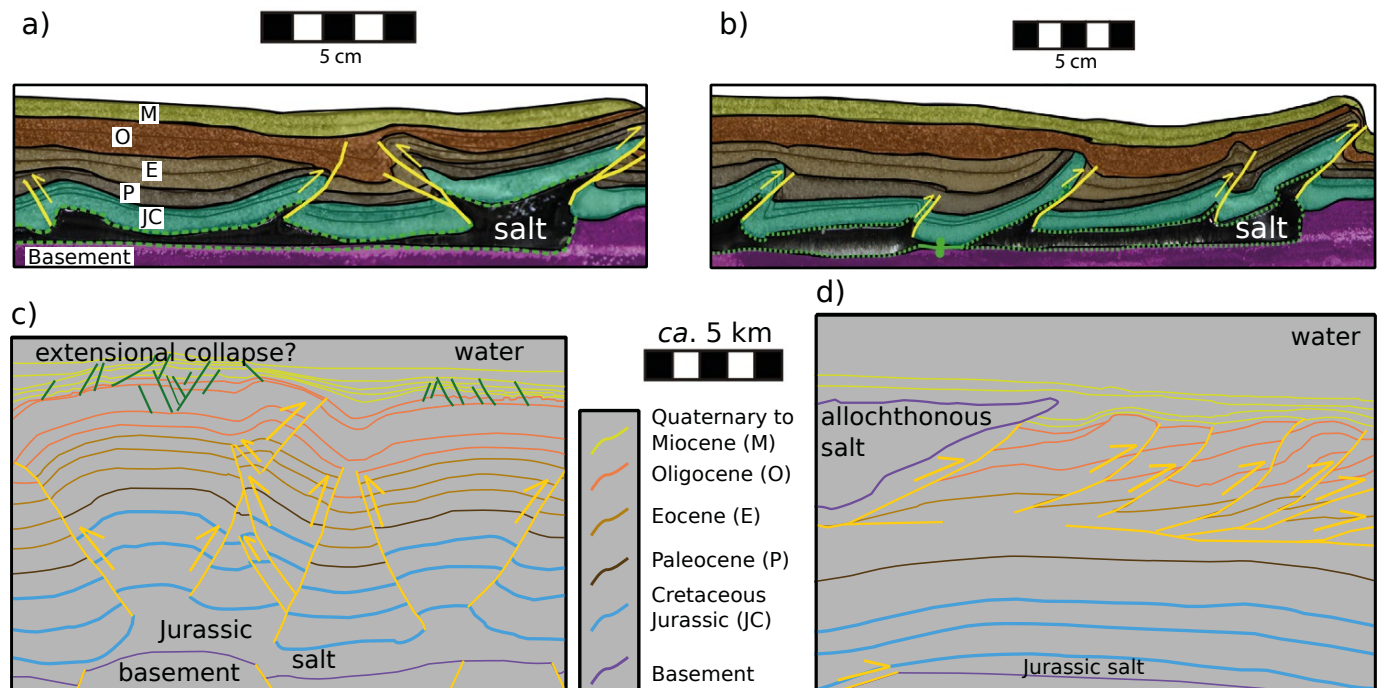 a)
5 cm
b)
5 cm
M
O
E
P
JC
salt
Basement
salt
c)
extensional collapse?
water
Jurassic
salt
basement
ca. 5 km
Quaternary to
Miocene (M)
Oligocene (O)
Eocene (E)
Paleocene (P)
Cretaceous
Jurassic (JC)
Basement
d)
water
allochthonous
salt
Jurassic salt